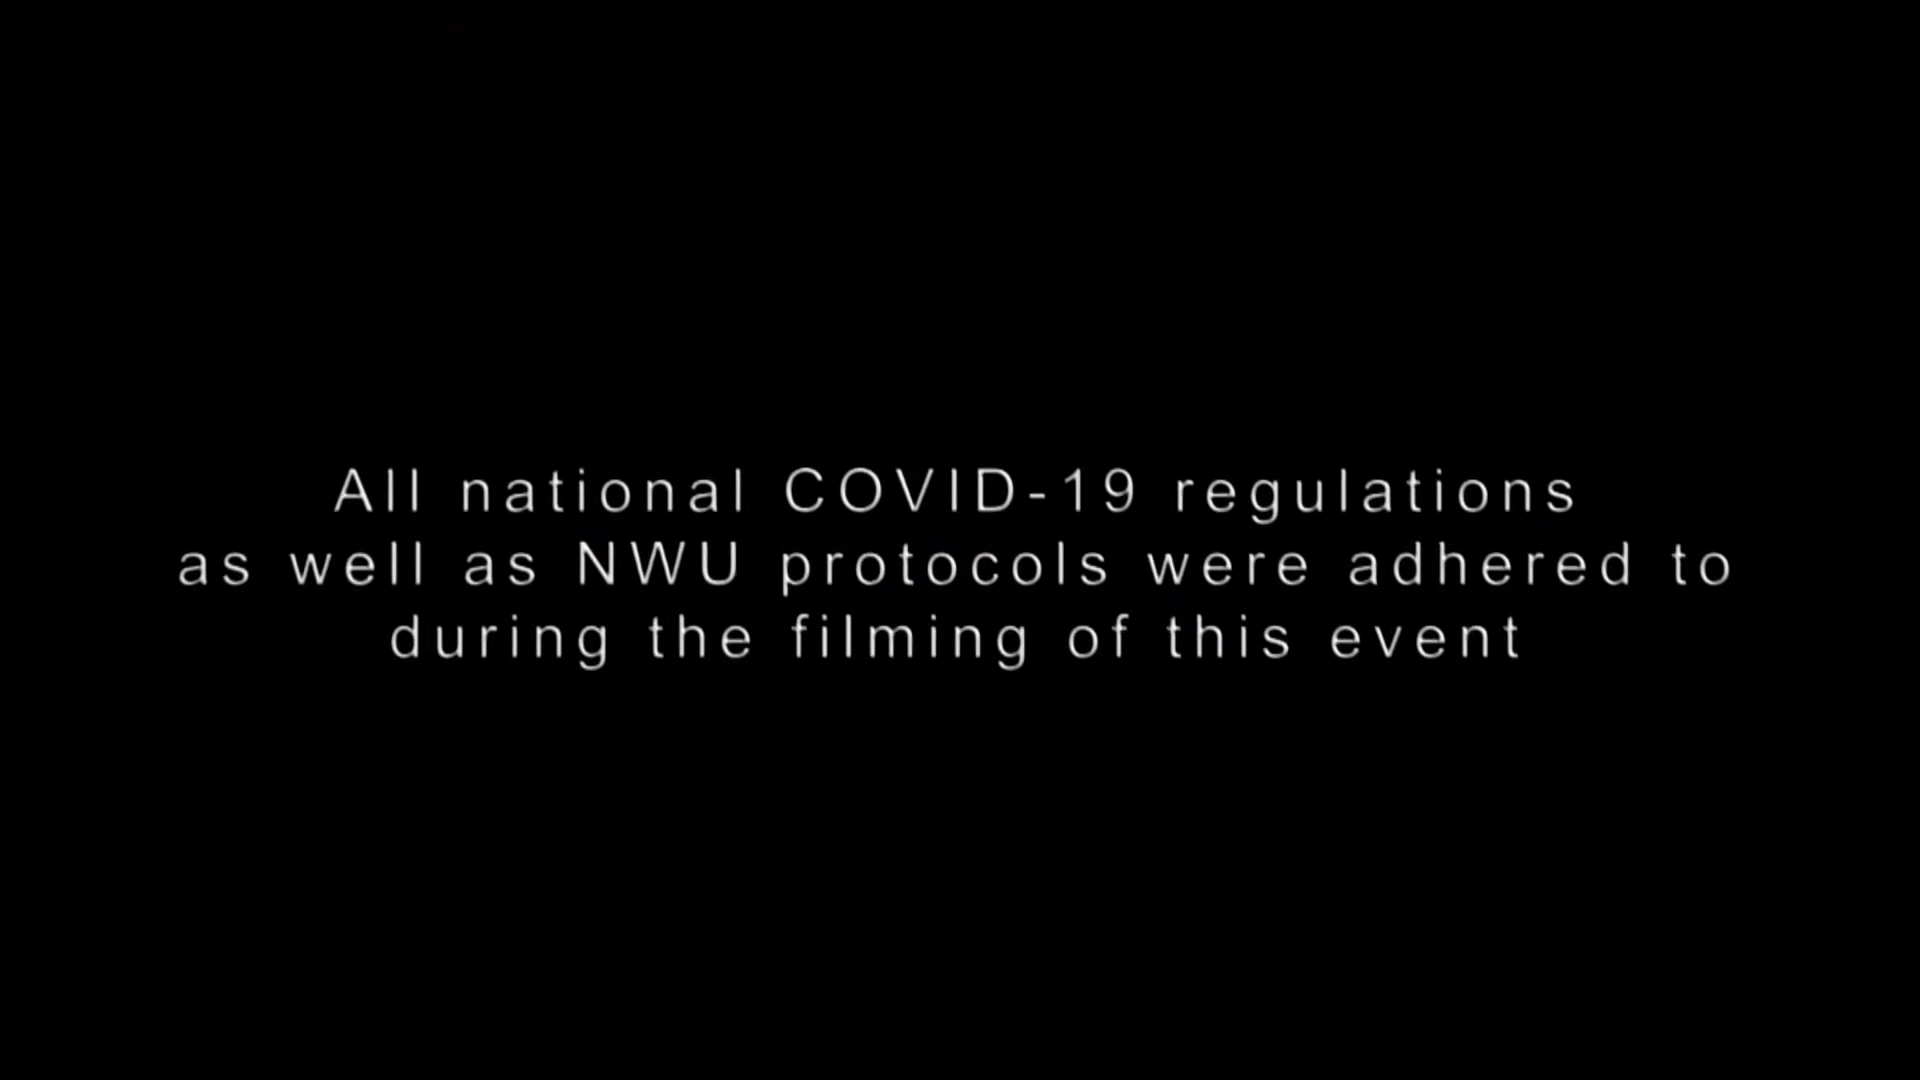 All national COVID-19 regulations
as well as NWU protocols were adhered to
during the filming of this event